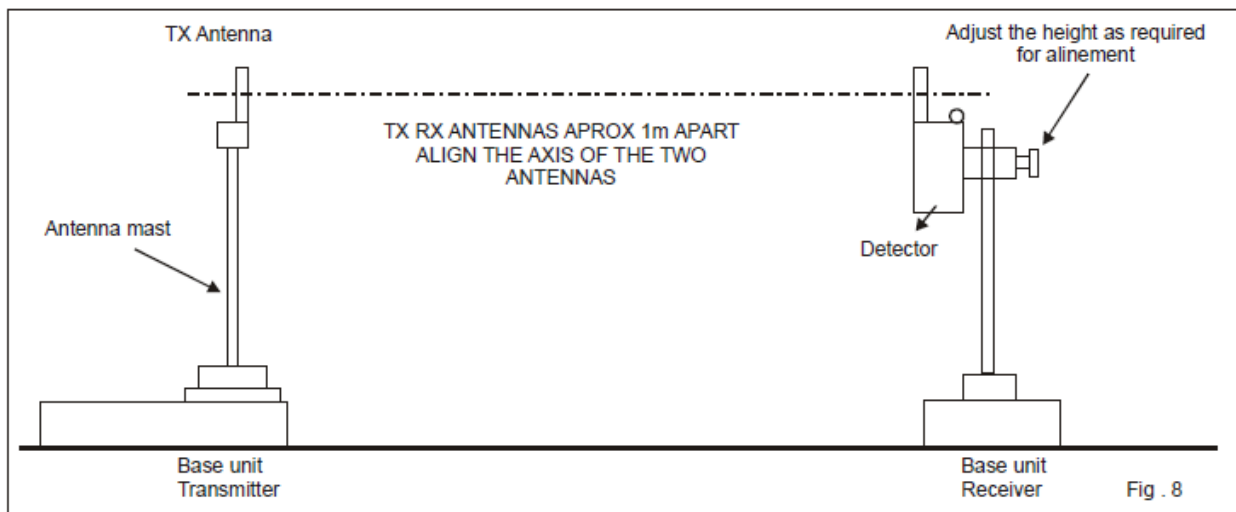 TX Antenna
Adjust the height as required
for alinement
TX RX ANTENNAS APROX 1m APART
ALIGN THE AXIS OF THE TWO
ANTENNAS
Antenna mast
Detector
Base unit
Transmitter
Base unit
Receiver
Fig . 8